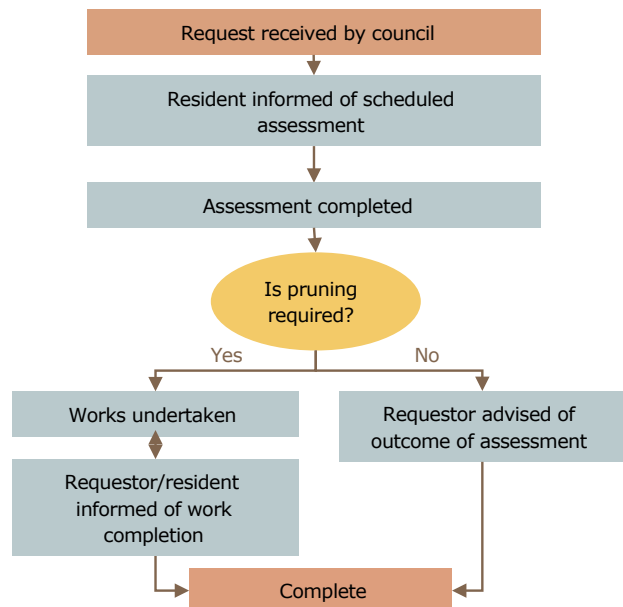 Request received by council
Resident informed of scheduled
assessment
Assessment completed
Is pruning
required?
Yes
No
Works undertaken
Requestor advised of
outcome of assessment
Requestor/resident
informed of work
completion
Complete